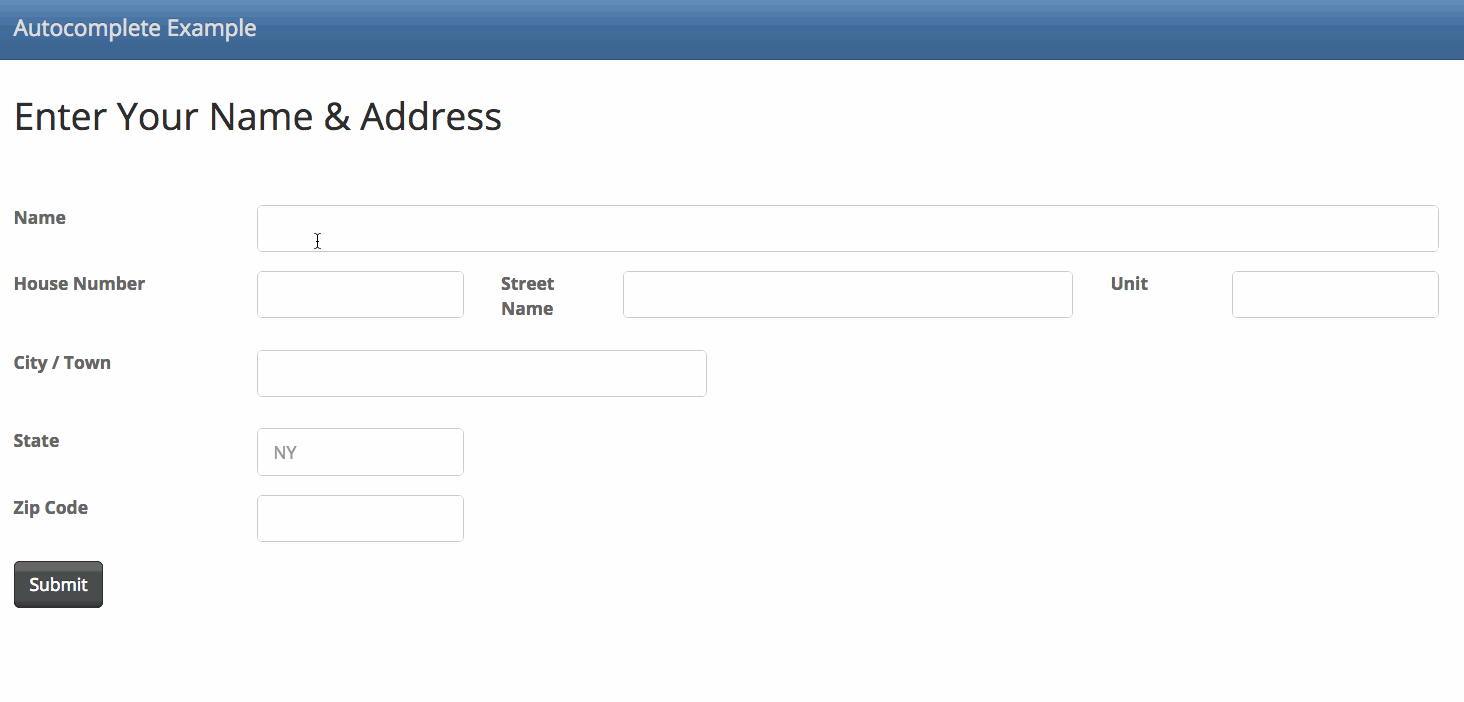 Autocomplete Example
Enter Your Name & Address
Name
House Number
Street
Name
Unit
City / Town
State
NY
Zip Code
Submit